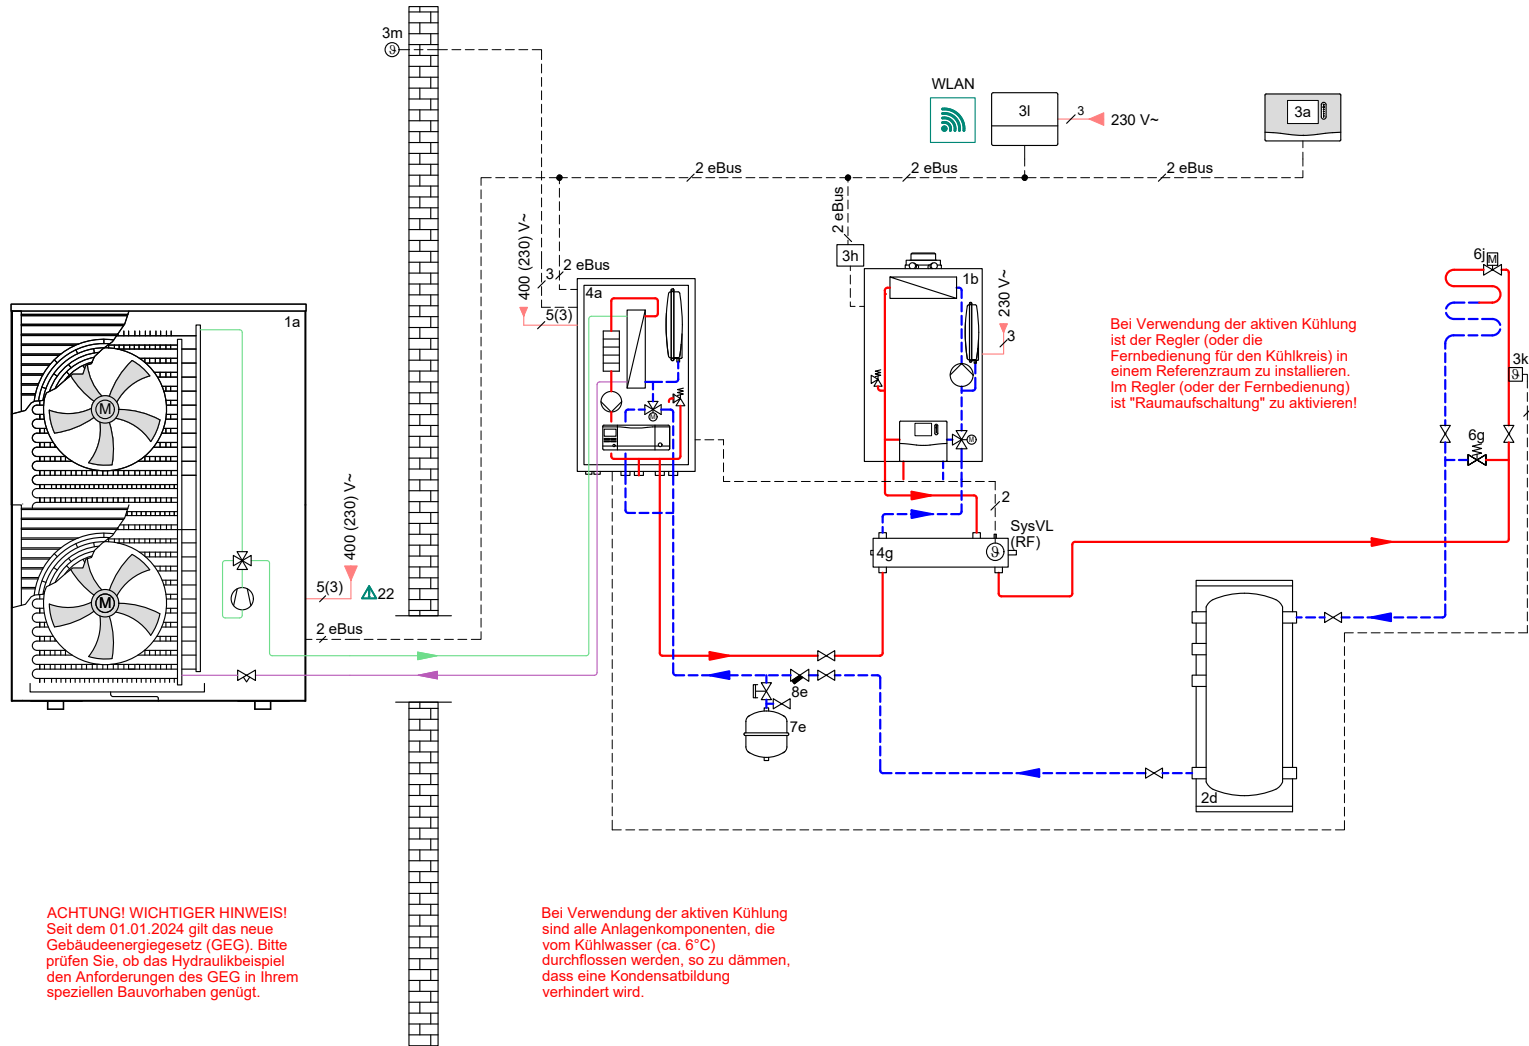 3m
WLAN
3l
3
230 V~
3a
2 eBus
2 eBus
2 eBus
400 (230) V~
3
2 eBus
5(3)
4a
M
2 eBus
3h
1b
230 V~
3
M
6j
M
3k
ϑ
6g
1a
M
M
400 (230) V~
5(3)
22
2 eBus
Bei Verwendung der aktiven Kühlung
ist der Regler (oder die
Fernbedienung für den Kühlkreis) in
einem Referenzraum zu installieren.
Im Regler (oder der Fernbedienung)
ist "Raumaufschaltung" zu aktivieren!
2
SysVL
(RF)
4g
ϑ
8e
7e
2d
ACHTUNG! WICHTIGER HINWEIS!
Seit dem 01.01.2024 gilt das neue
Gebäudeenergiegesetz (GEG). Bitte
prüfen Sie, ob das Hydraulikbeispiel
den Anforderungen des GEG in Ihrem
speziellen Bauvorhaben genügt.
Bei Verwendung der aktiven Kühlung
sind alle Anlagenkomponenten, die
vom Kühlwasser (ca. 6°C)
durchflossen werden, so zu dämmen,
dass eine Kondensatbildung
verhindert wird.